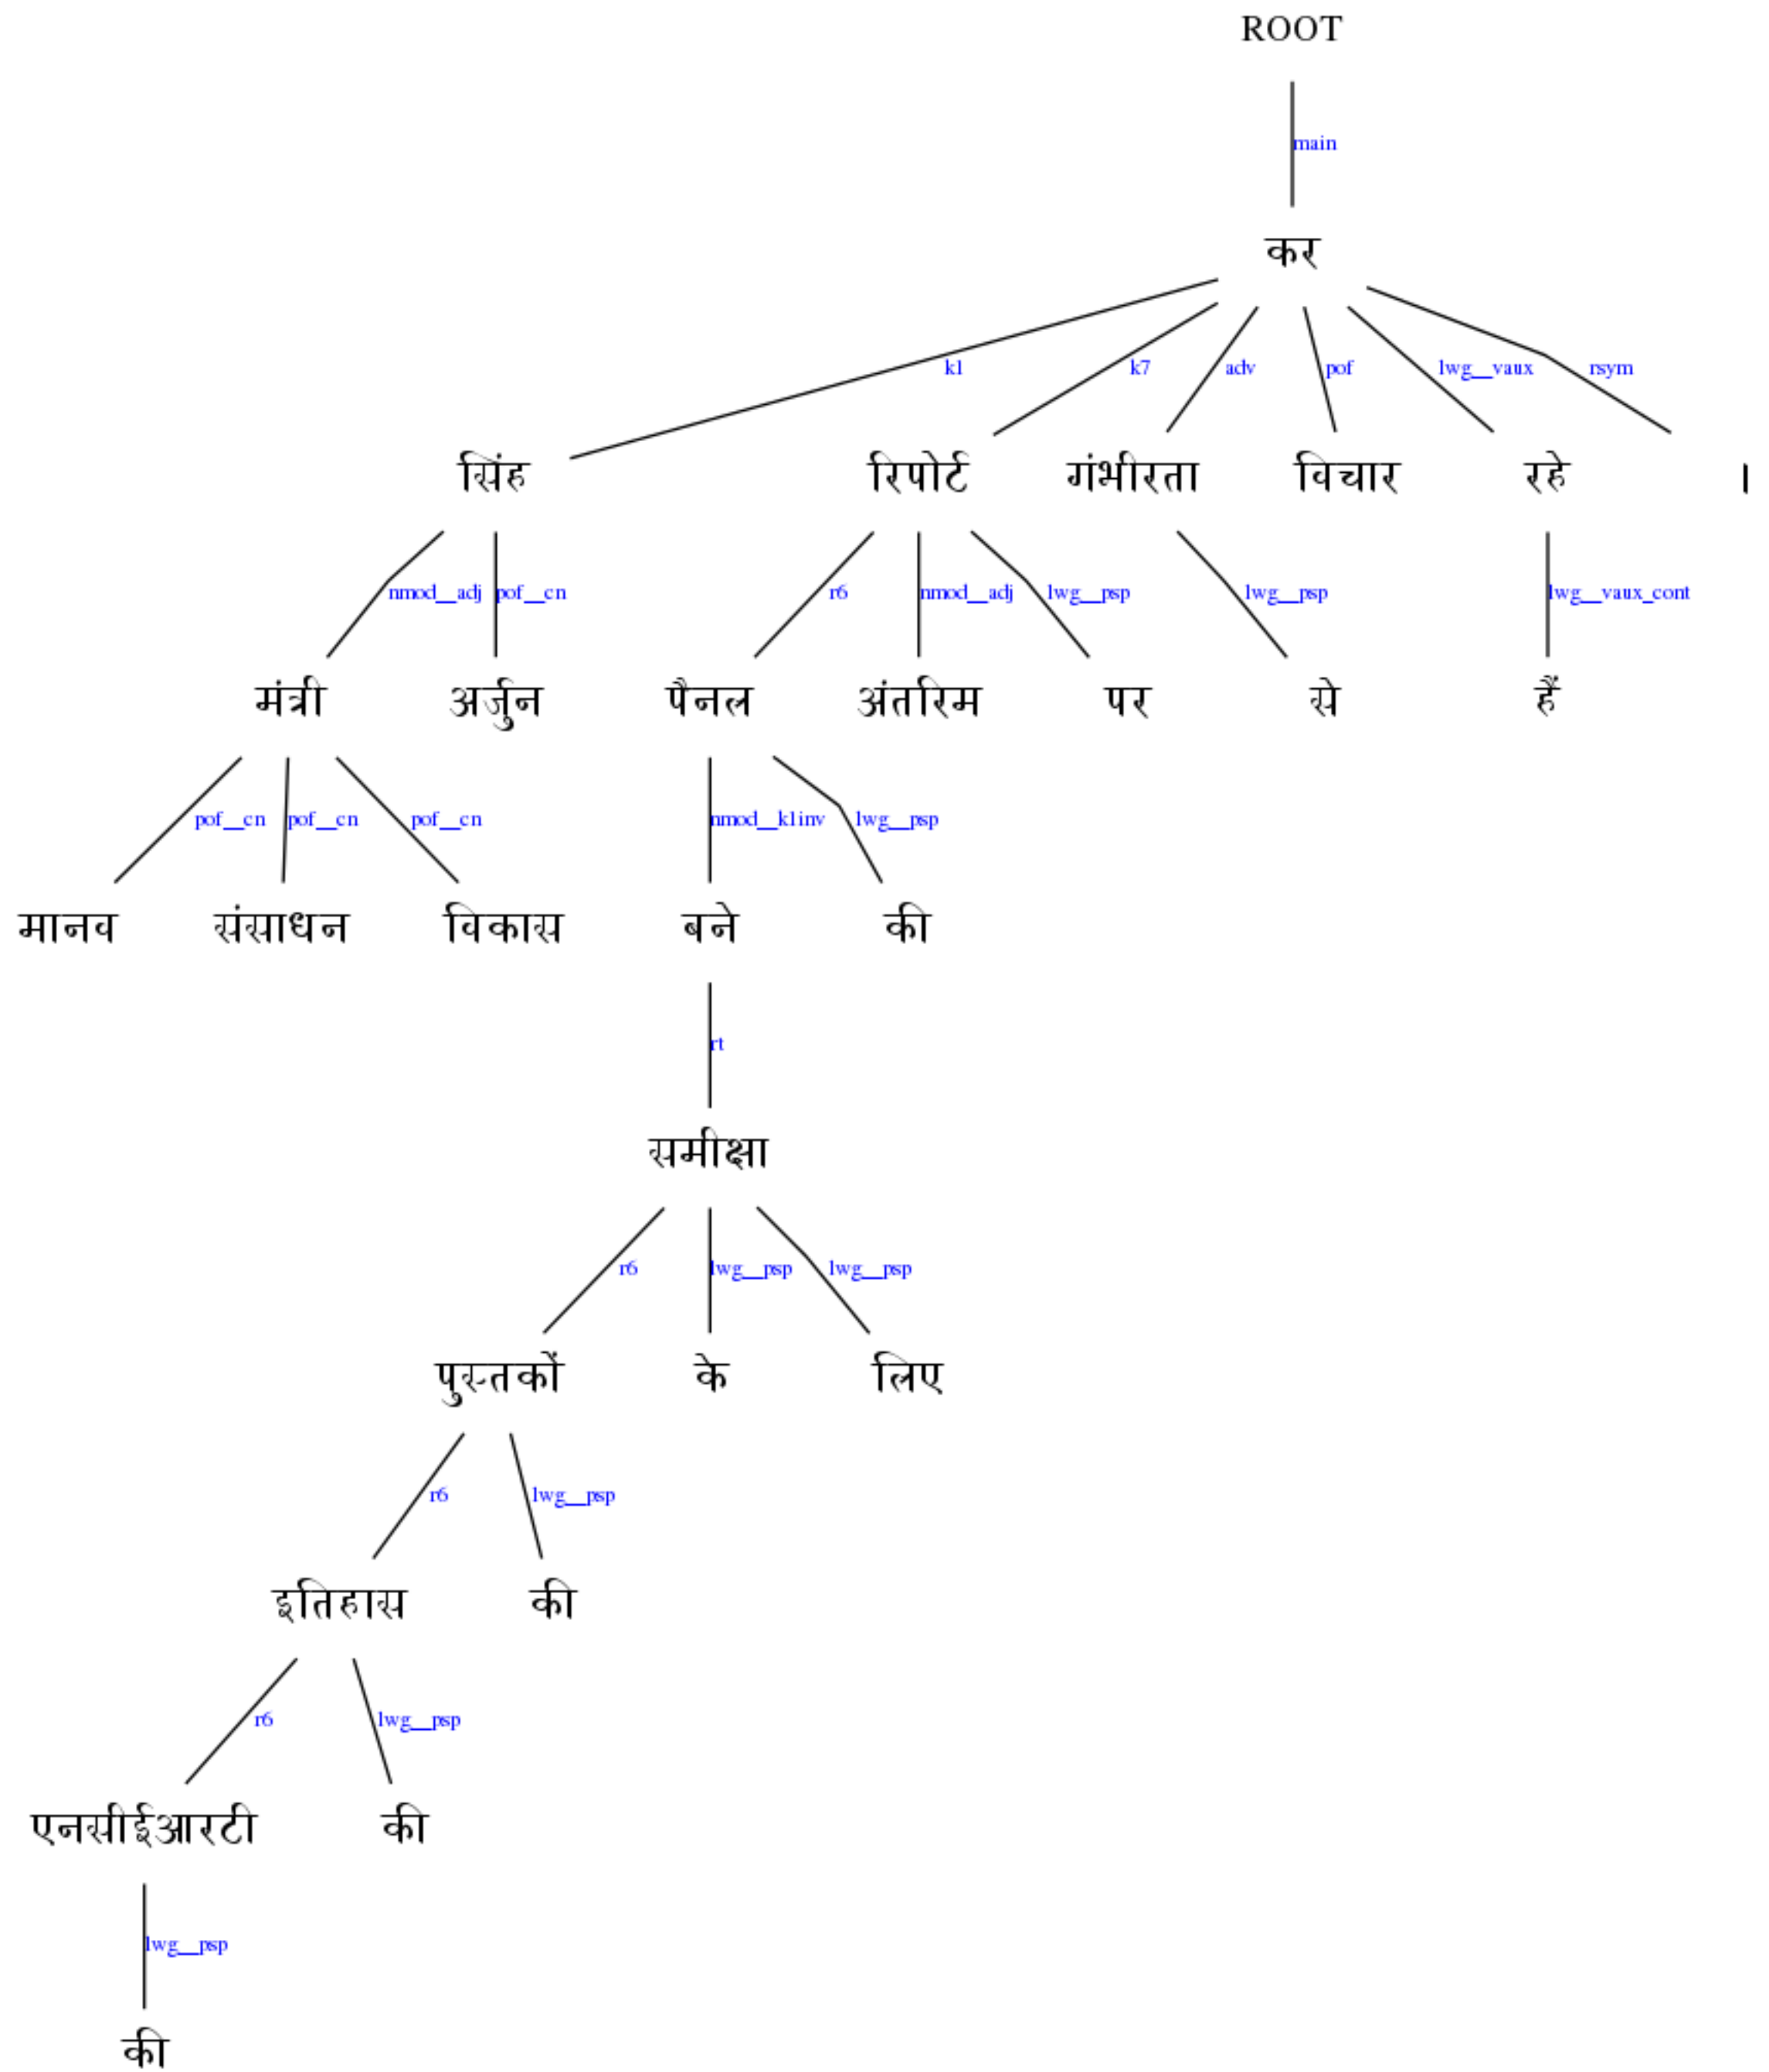 ROOT
main
कर
k1 k7 adv pof lwg__vaux rsym
सिंह रिपोर्ट गंभीरता विचार रहे ।
nmod__adj pof__cn r6 nmod__adj lwg__psp lwg__psp lwg__vaux_cont
मंत्री अर्जुन पैनल अंतरिम पर से हैं
pof__cn pof__cn pof__cn nmod__k1inv lwg__psp
मानव संसाधन विकास बने की
rt
समीक्षा
r6 lwg__psp lwg__psp
पुस्तकों के लिए
r6 lwg__psp
इतिहास की
r6 lwg__psp
एनसीईआरटी की
lwg__psp
की